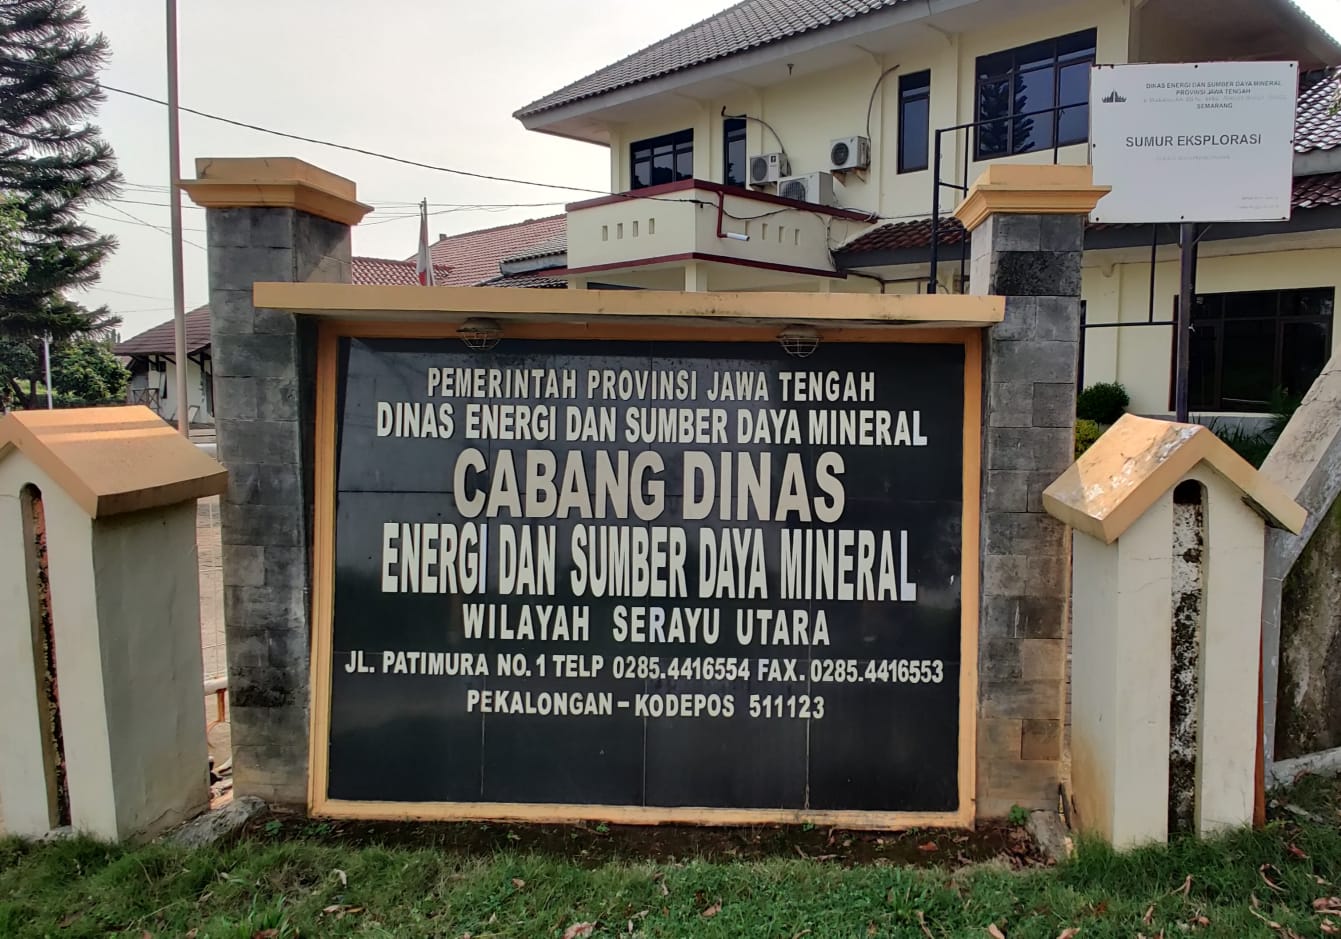 PEMERINTAH PROVINSI JAWA TENGAH
DINAS ENERGI DAN SUMBER DAYA MINERAL
CABANG DINAS
ENERGI DAN SUMBER DAYA MINERAL
WILAYAH SERAYU UTARA
JL. PATIMURA NO. 1 TELP 0285.4416554 FAX. 0285.4416553
PEKALONGAN - KODEPOS 511123
DINAS ENERGI DAN SUMBER DAYA MINERAL
PROVINSI JAWA TENGAH
SEMARANG
SUMUR EKSPLORASI